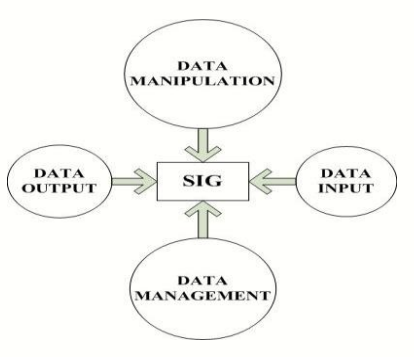 DATA
MANIPULATION
DATA
OUTPUT
SIG
DATA
INPUT
DATA
MANAGEMENT